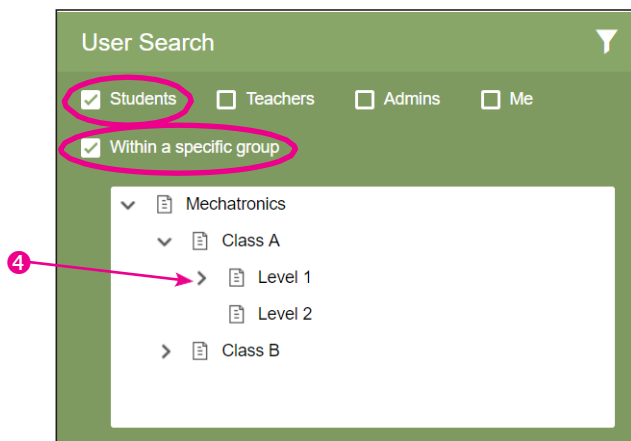 User Search
Students Teachers Admins Me
Within a specific group
Mechatronics
Class A
4 Level 1
Level 2
Class B